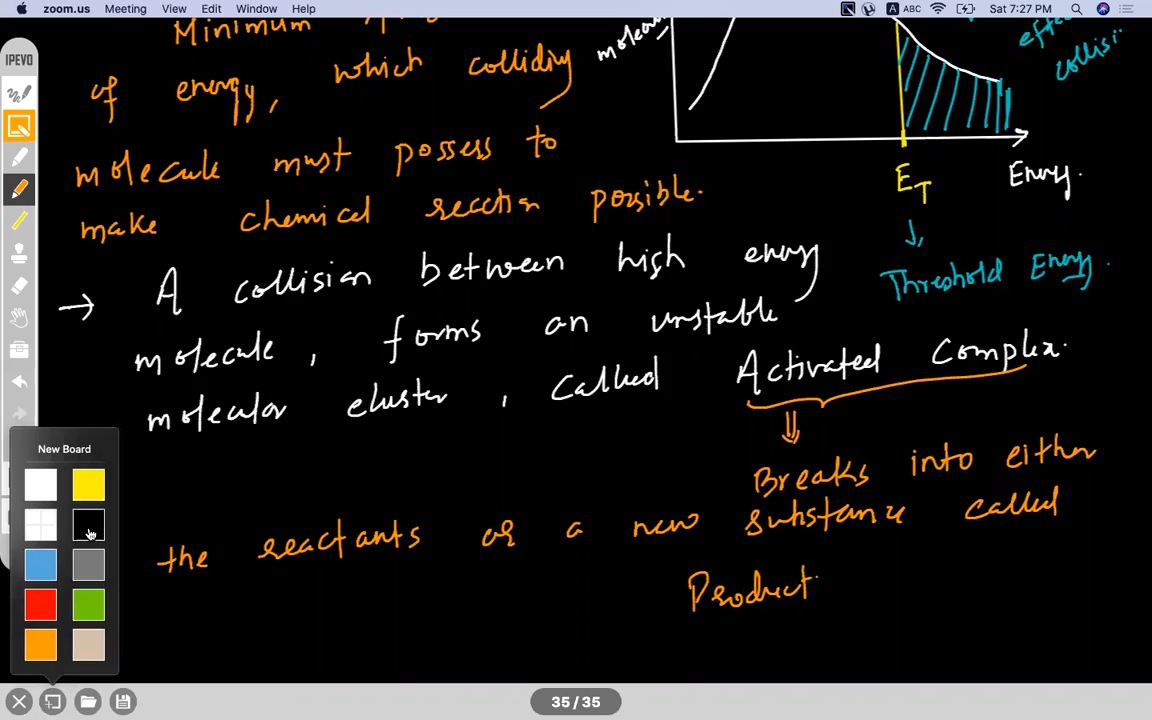 zoom.us Meeting View Edit Window Help
ABC Sat 7:27 PM
IPEVO
Minimum
of energy, which colliding
molecule must possess to
make chemical reaction possible.
→ A collision between high energy
molecule, forms an unstable
molecular cluster, called Activated Complex.
⇓
Breaks into either
the reactants or a new substance called
Product.
Energy.
ET
↓
Threshold Energy.
New Board
35/35